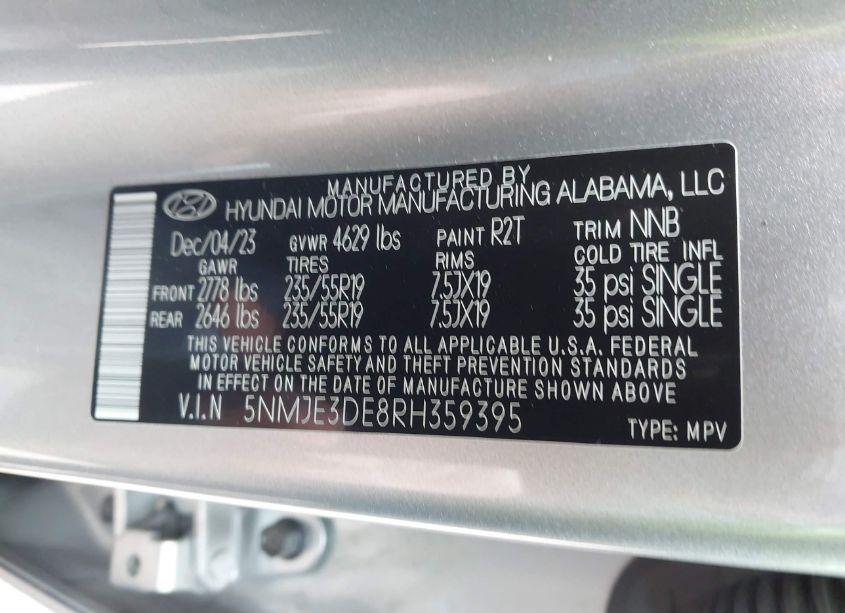 MANUFACTURED BY
HYUNDAI MOTOR MANUFACTURING ALABAMA, LLC
Dec/04/23 GVWR 4629 lbs PAINT R2T TRIM NNB
GAWR TIRES RIMS COLD TIRE INFL
FRONT 2778 lbs 235/55R19 7.5JX19 35 psi SINGLE
REAR 2646 lbs 235/55R19 7.5JX19 35 psi SINGLE
THIS VEHICLE CONFORMS TO ALL APPLICABLE U.S.A. FEDERAL
MOTOR VEHICLE SAFETY AND THEFT PREVENTION STANDARDS
IN EFFECT ON THE DATE OF MANUFACTURE SHOWN ABOVE
V.I.N 5NMJE3DE8RH359395
TYPE: MPV